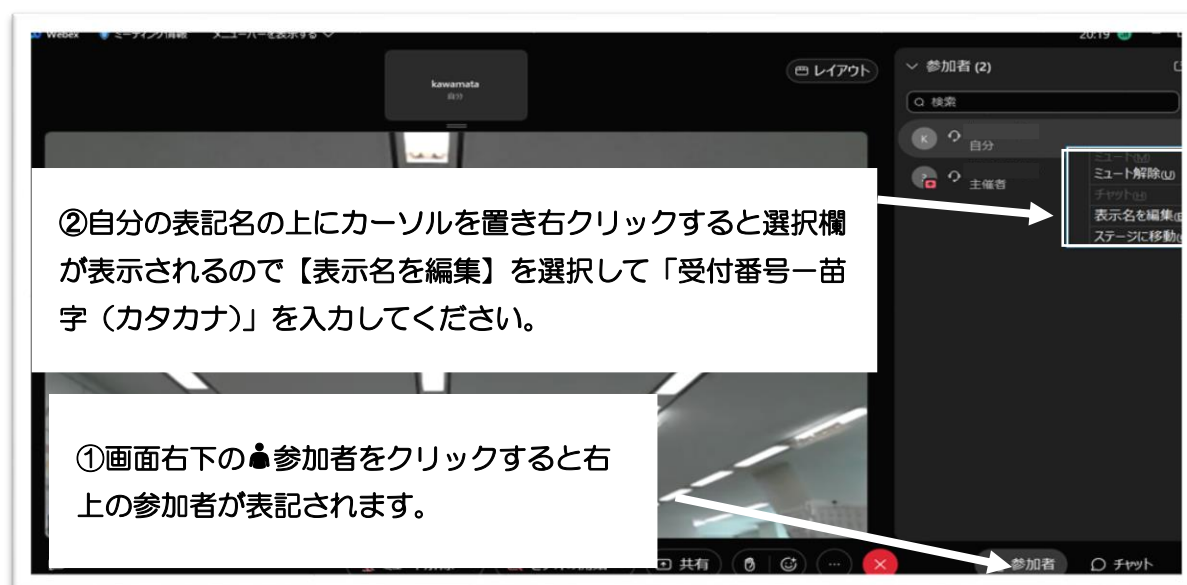 Webex ミーティング情報 メニューバーを表示する
20:19
kawamata
自分
レイアウト
参加者 (2)
検索
K
自分
?
主催者
ミュート(M)
ミュート解除(U)
チャット(H)
表示名を編集(E
ステージに移動(
②自分の表記名の上にカーソルを置き右クリックすると選択欄
が表示されるので【表示名を編集】を選択して「受付番号ー苗
字（カタカナ）」を入力してください。
①画面右下の参加者をクリックすると右
上の参加者が表記されます。
共有
参加者
チャット